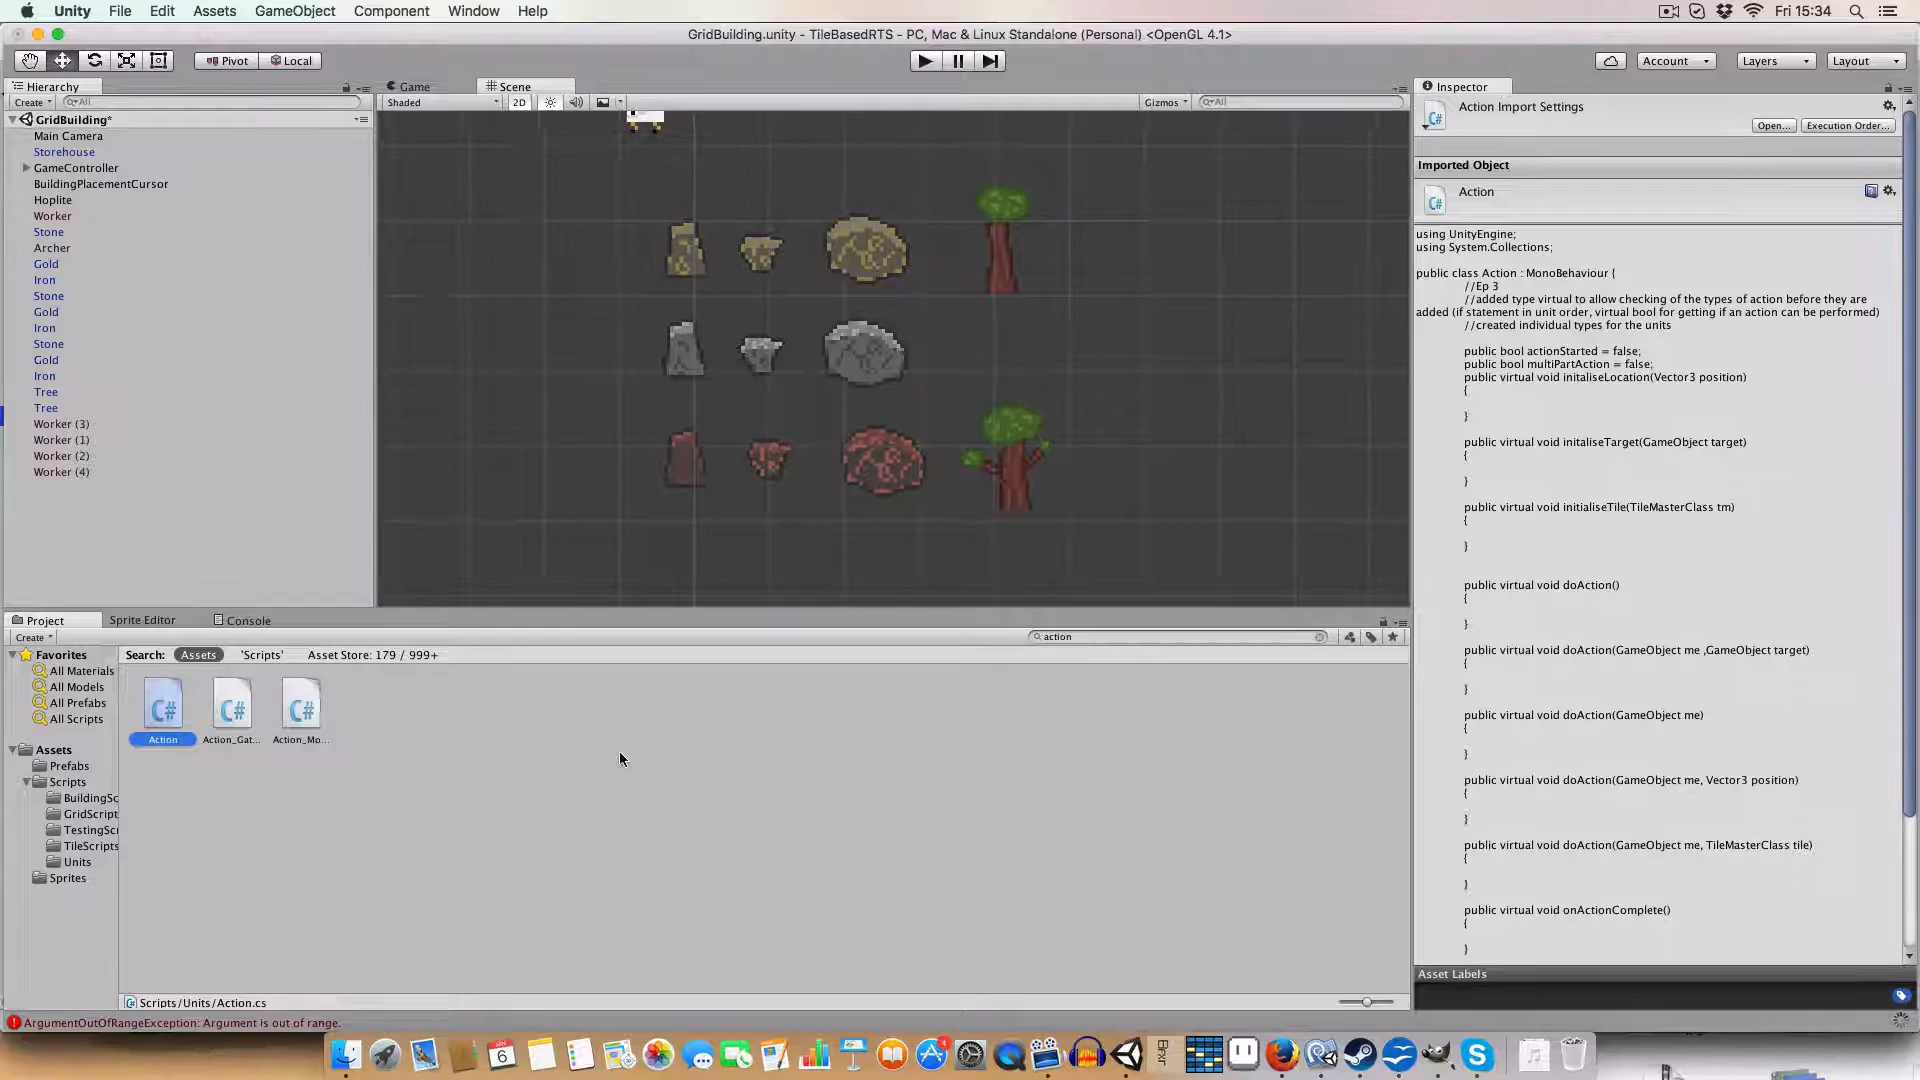 Unity File Edit Assets GameObject Component Window Help Fri 15:34
GridBuilding.unity - TileBasedRTS - PC, Mac & Linux Standalone (Personal) <OpenGL 4.1>
Pivot Local Account Layers Layout
Hierarchy Game Scene Inspector
Create All Shaded 2D Gizmos All
Action Import Settings
Open... Execution Order...
GridBuilding*
Main Camera
Storehouse
GameController
BuildingPlacementCursor
Hoplite
Worker
Stone
Archer
Gold
Iron
Stone
Gold
Iron
Stone
Gold
Iron
Tree
Tree
Worker (3)
Worker (1)
Worker (2)
Worker (4)
Imported Object
Action
using UnityEngine;
using System.Collections;
public class Action : MonoBehaviour {
//Ep 3
//added type virtual to allow checking of the types of action before they are
added (if statement in unit order, virtual bool for getting if an action can be performed)
//created individual types for the units
public bool actionStarted = false;
public bool multiPartAction = false;
public virtual void initaliseLocation(Vector3 position)
{
}
public virtual void initaliseTarget(GameObject target)
{
}
public virtual void initialiseTile(TileMasterClass tm)
{
}
public virtual void doAction()
{
}
public virtual void doAction(GameObject me ,GameObject target)
{
}
public virtual void doAction(GameObject me)
{
}
public virtual void doAction(GameObject me, Vector3 position)
{
}
public virtual void doAction(GameObject me, TileMasterClass tile)
{
}
public virtual void onActionComplete()
{
}
Asset Labels
Project Sprite Editor Console
Create action
Favorites
All Materials
All Models
All Prefabs
All Scripts
Assets
Prefabs
Scripts
BuildingSc
GridScript
TestingScr
TileScripts
Units
Sprites
Search: Assets 'Scripts' Asset Store: 179 / 999+
C# C# C#
Action Action_Gat... Action_Mo...
Scripts/Units/Action.cs
ArgumentOutOfRangeException: Argument is out of range.